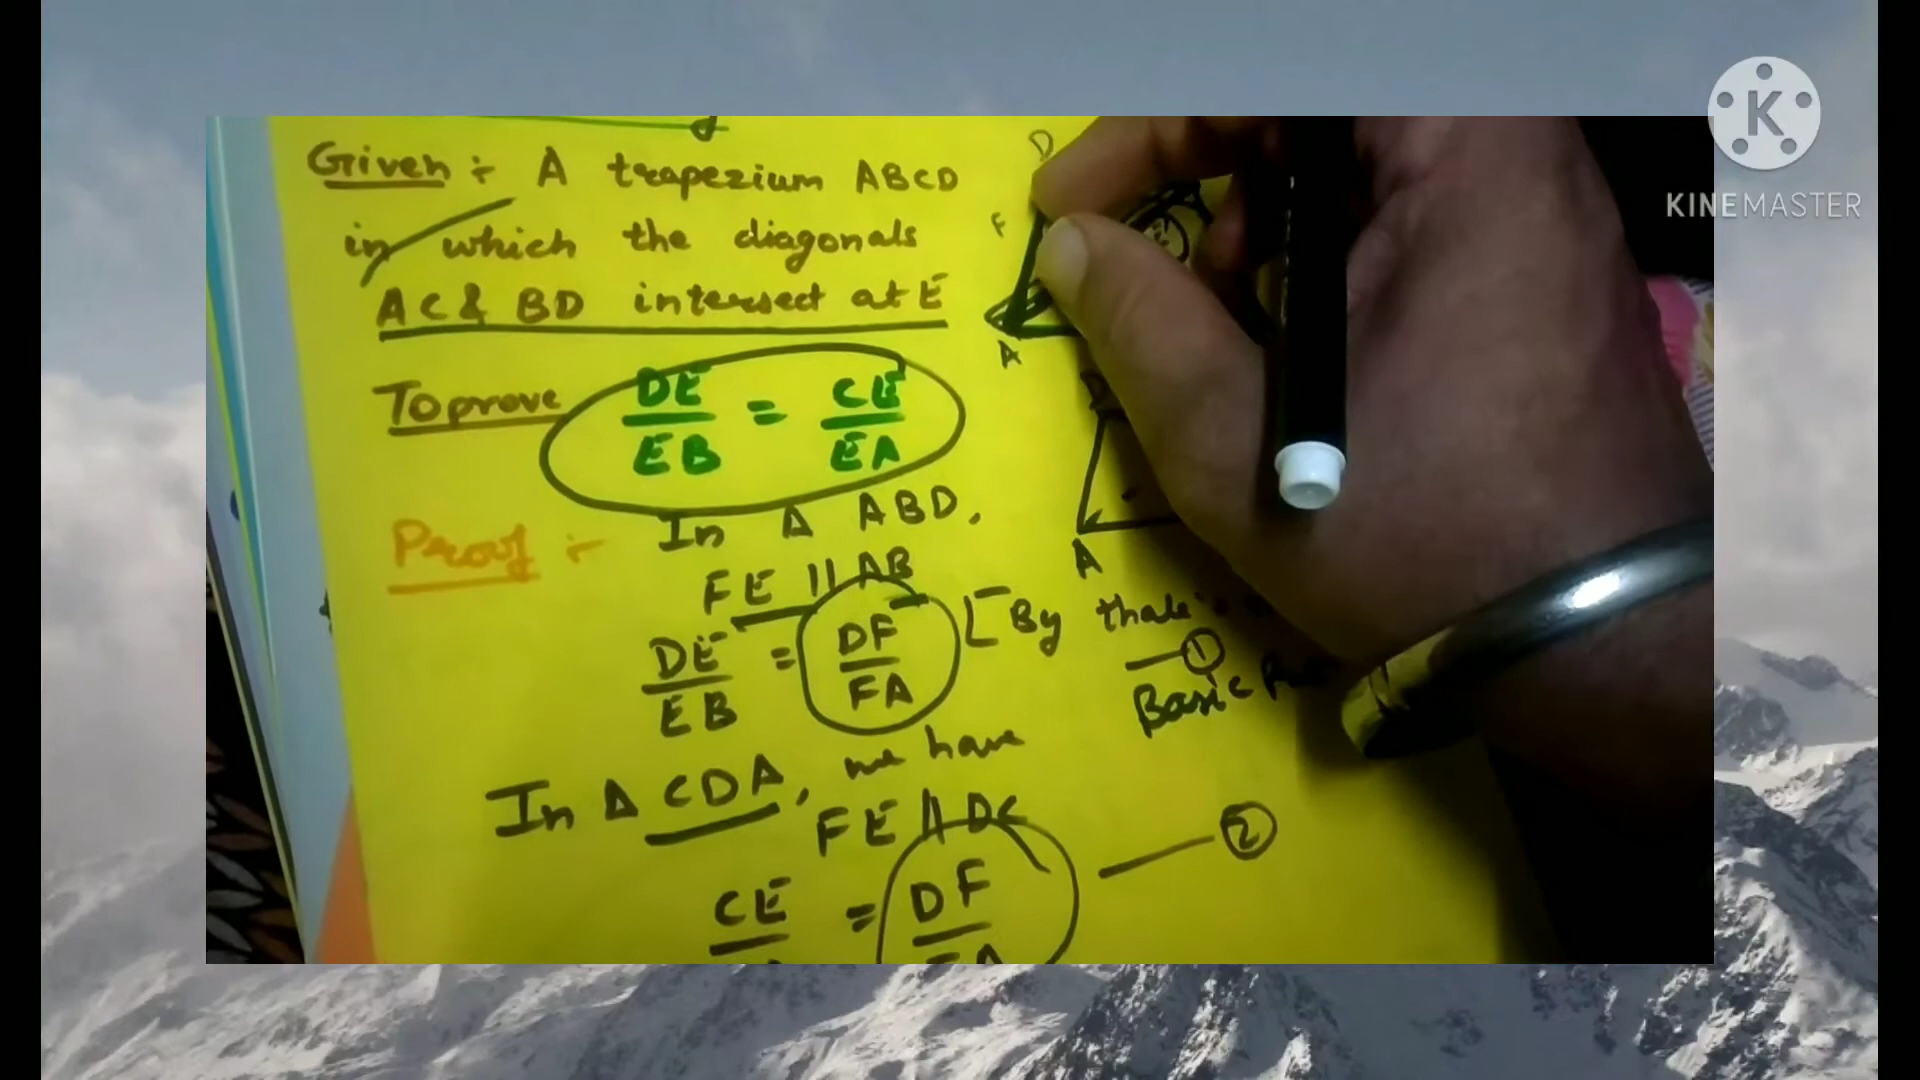 Given :- A trapezium ABCD
in which the diagonals
AC & BD intersect at E
To prove DE/EB = CE/EA
Proof :- In Δ ABD,
FE || AB
DE/EB = DF/FA [By thale's
1
Basic
In Δ CDA, we have
FE || DC
2
CE = DF
D
F
E
A
D
A
K
KINEMASTER